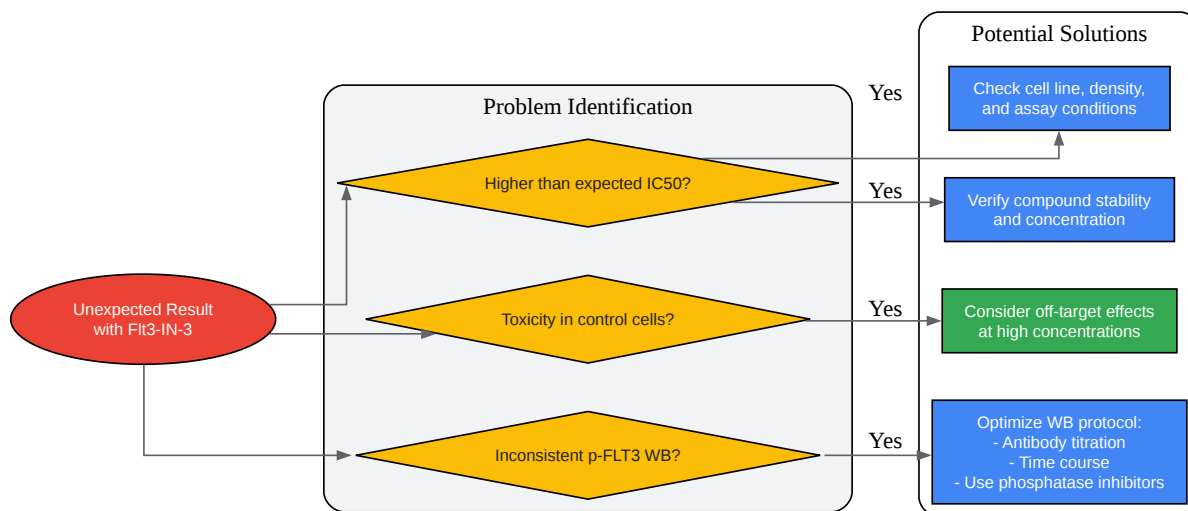 Potential Solutions
Problem Identification
Yes
Check cell line, density,
and assay conditions
Higher than expected IC50?
Yes
Verify compound stability
and concentration
Unexpected Result
with Flt3-IN-3
Toxicity in control cells?
Yes
Consider off-target effects
at high concentrations
Inconsistent p-FLT3 WB?
Yes
Optimize WB protocol:
- Antibody titration
- Time course
- Use phosphatase inhibitors